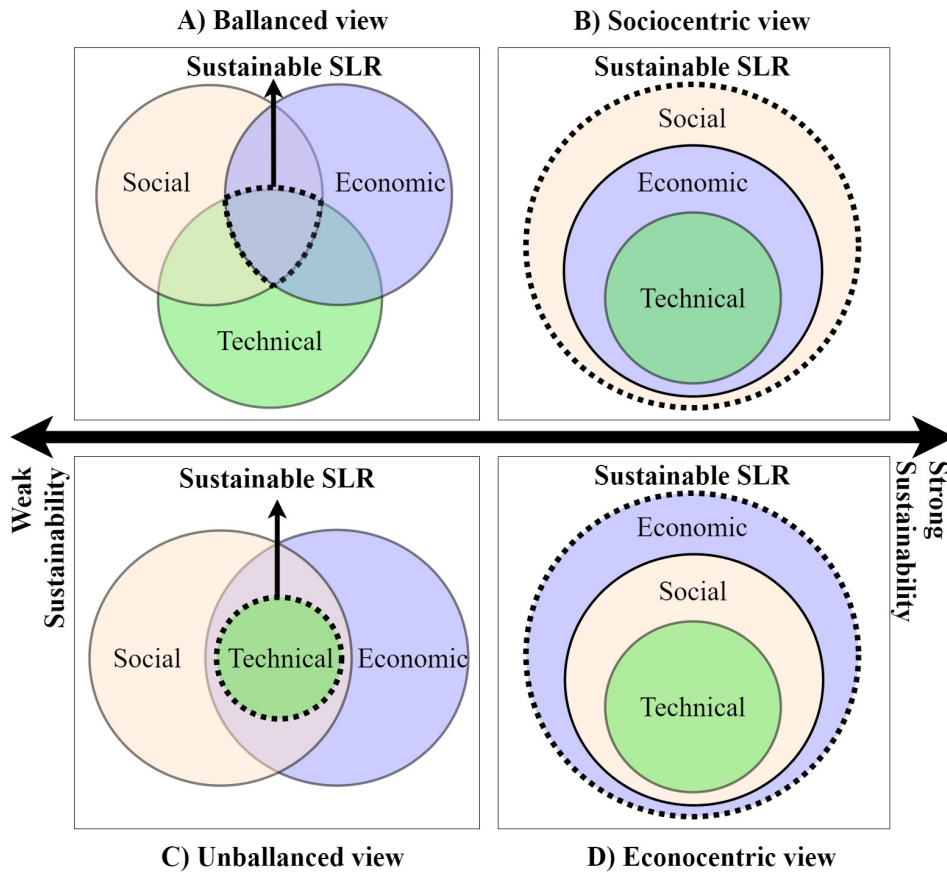 A) Ballanced view
B) Sociocentric view
Sustainable SLR
Social
Economic
Technical
Sustainable SLR
Social
Economic
Technical
Weak
Sustainability
Strong
Sustainability
Sustainable SLR
Social
Technical
Economic
Sustainable SLR
Economic
Social
Technical
C) Unballanced view
D) Econocentric view